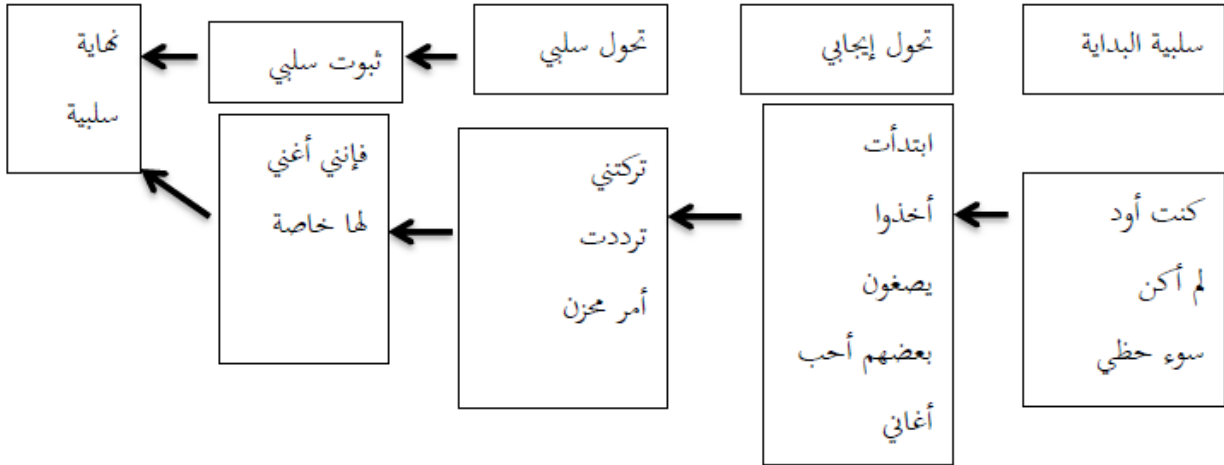 سلبية البداية
تحول إيجابي
تحول سلبي
ثبوت سلبي
نهاية
سلبية
كنت أود
لم أكن
سوء حظي
ابتدأت
أخذوا
يصغون
بعضهم أحب
أغاني
تركتني
ترددت
أمر محزن
فإنني أغني
لها خاصة